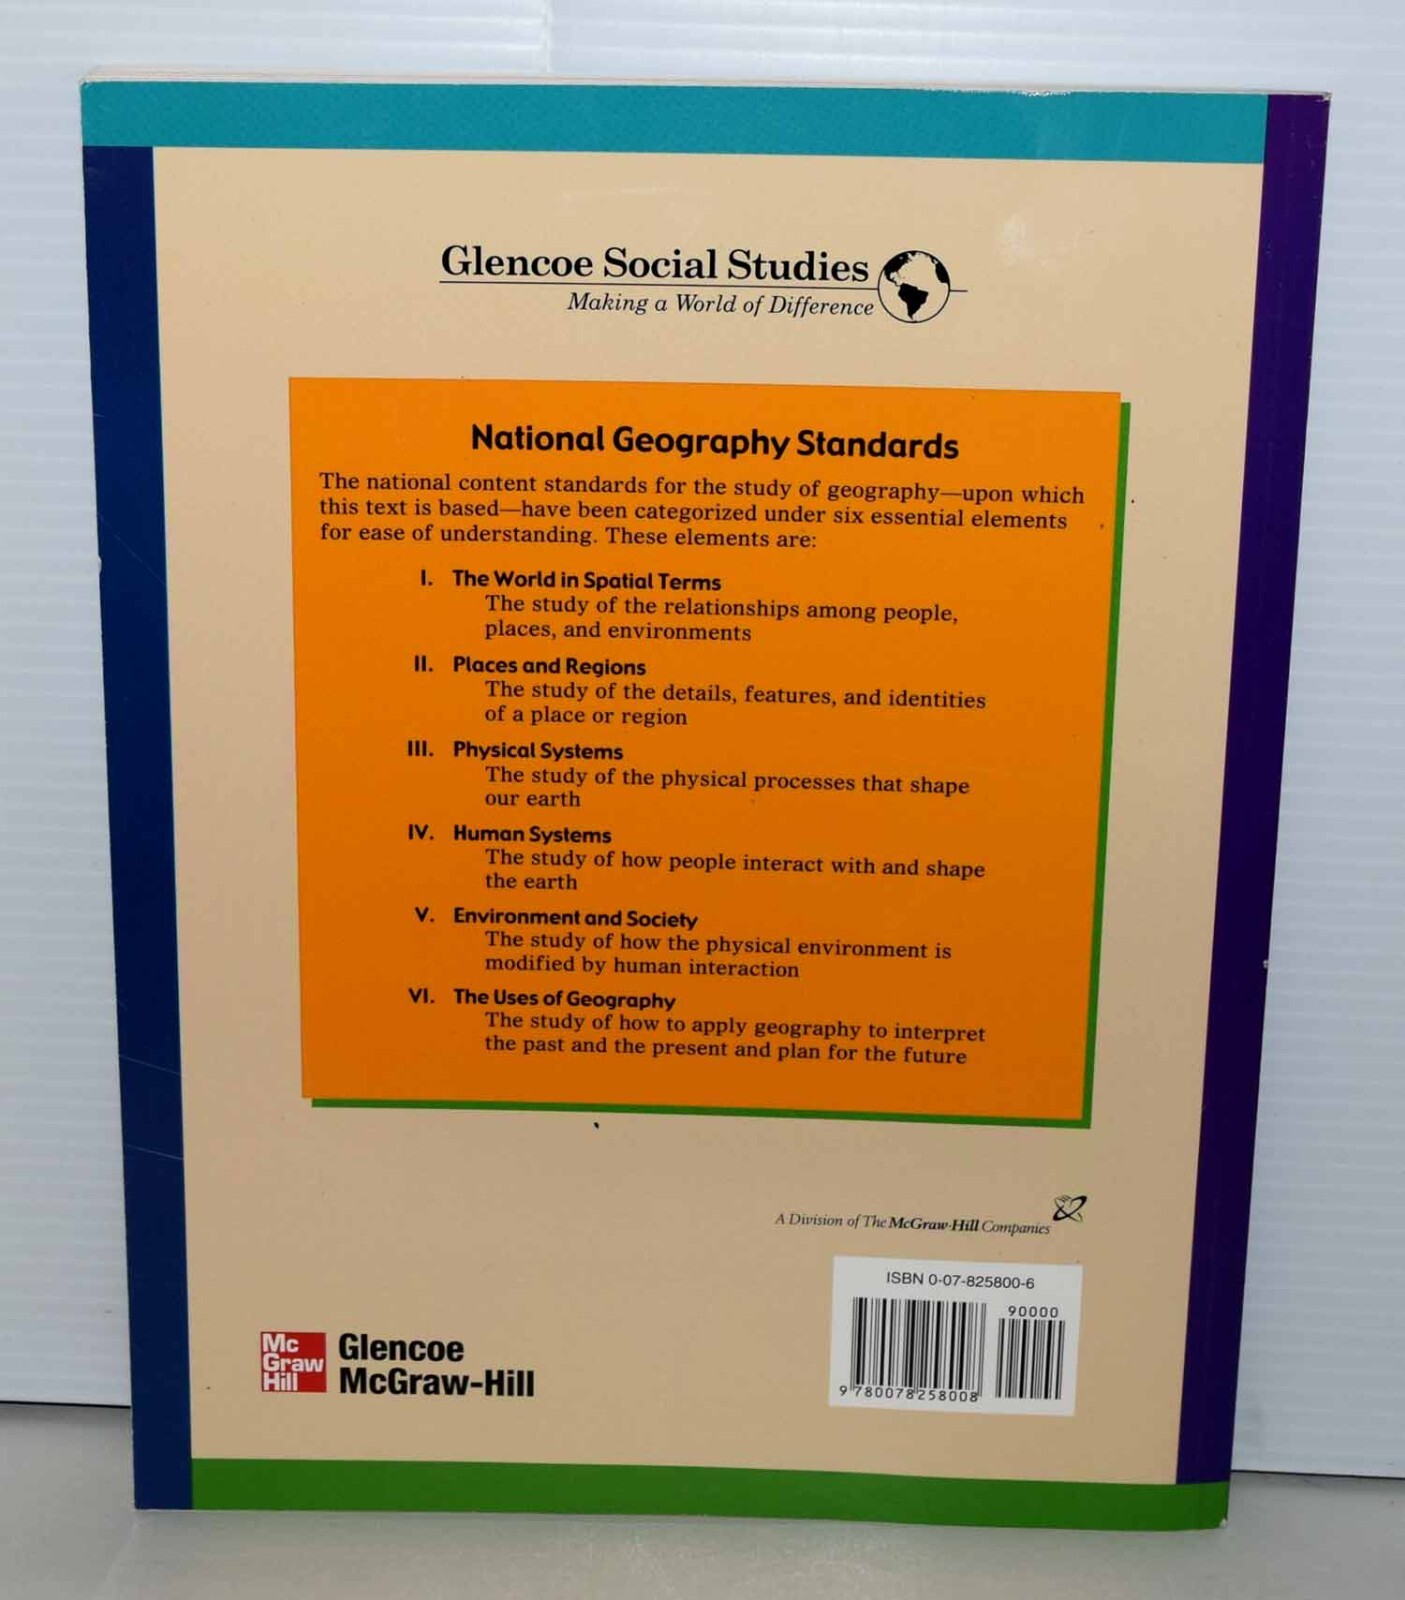 Glencoe Social Studies
Making a World of Difference
National Geography Standards
The national content standards for the study of geography—upon which
this text is based—have been categorized under six essential elements
for ease of understanding. These elements are:
I. The World in Spatial Terms
The study of the relationships among people,
places, and environments
II. Places and Regions
The study of the details, features, and identities
of a place or region
III. Physical Systems
The study of the physical processes that shape
our earth
IV. Human Systems
The study of how people interact with and shape
the earth
V. Environment and Society
The study of how the physical environment is
modified by human interaction
VI. The Uses of Geography
The study of how to apply geography to interpret
the past and the present and plan for the future
A Division of The McGraw-Hill Companies
ISBN 0-07-825800-6
90000
9 780078 258008
Mc
Graw
Hill
Glencoe
McGraw-Hill